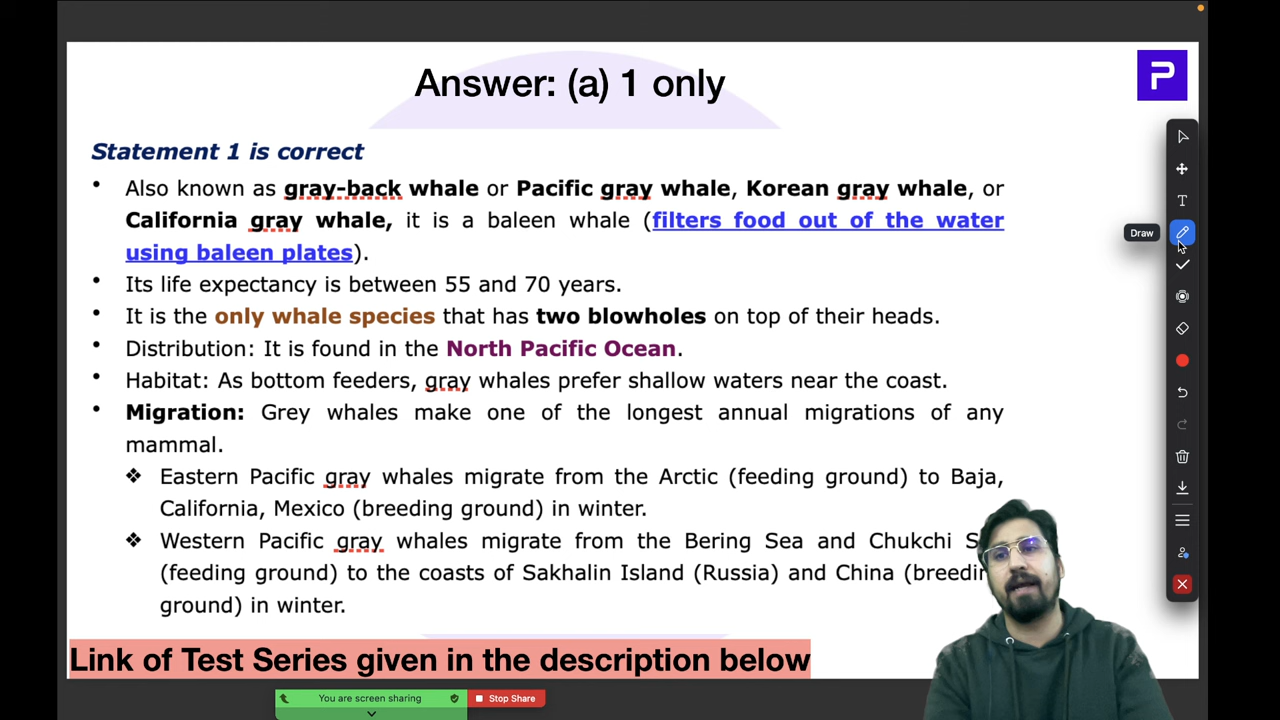 Answer: (a) 1 only
P
Statement 1 is correct
• Also known as gray-back whale or Pacific gray whale, Korean gray whale, or
California gray whale, it is a baleen whale (filters food out of the water
using baleen plates).
• Its life expectancy is between 55 and 70 years.
• It is the only whale species that has two blowholes on top of their heads.
• Distribution: It is found in the North Pacific Ocean.
• Habitat: As bottom feeders, gray whales prefer shallow waters near the coast.
• Migration: Grey whales make one of the longest annual migrations of any
mammal.
❖ Eastern Pacific gray whales migrate from the Arctic (feeding ground) to Baja,
California, Mexico (breeding ground) in winter.
❖ Western Pacific gray whales migrate from the Bering Sea and Chukchi S
(feeding ground) to the coasts of Sakhalin Island (Russia) and China (breedin
ground) in winter.
Link of Test Series given in the description below
Draw
T
You are screen sharing
Stop Share